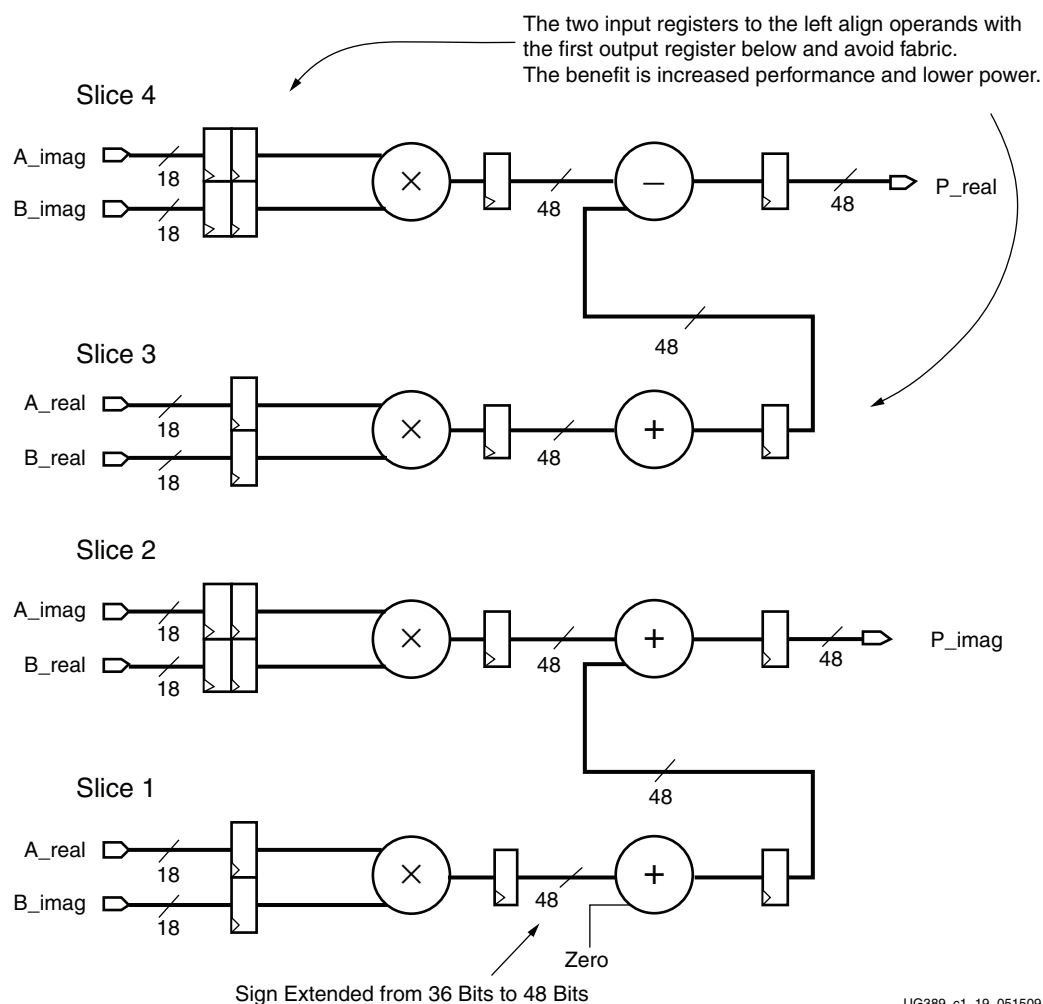 The two input registers to the left align operands with
the first output register below and avoid fabric.
The benefit is increased performance and lower power.
Slice 4
A_imag
18
B_imag
18
×
48
−
48
P_real
48
Slice 3
A_real
18
B_real
18
×
48
+
Slice 2
A_imag
18
B_real
18
×
48
+
48
P_imag
48
Slice 1
A_real
18
B_imag
18
×
48
+
Zero
Sign Extended from 36 Bits to 48 Bits
UG389_c1_19_051509